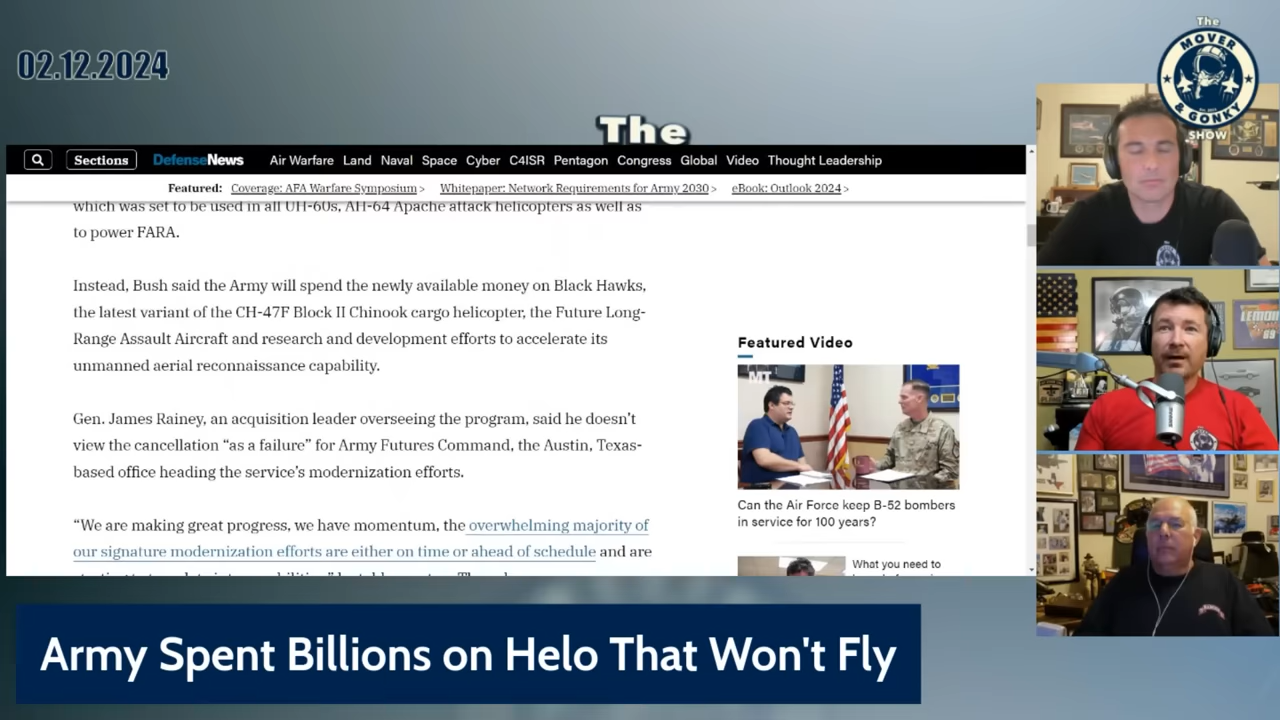 02.12.2024
The
MOVER
& GONKY
SHOW
The
Sections
DefenseNews
Air Warfare Land Naval Space Cyber C4ISR Pentagon Congress Global Video Thought Leadership
Featured: Coverage: AFA Warfare Symposium > Whitepaper: Network Requirements for Army 2030 > eBook: Outlook 2024 >
which was set to be used in all UH-60s, AH-64 Apache attack helicopters as well as
to power FARA.
Instead, Bush said the Army will spend the newly available money on Black Hawks,
the latest variant of the CH-47F Block II Chinook cargo helicopter, the Future Long-
Range Assault Aircraft and research and development efforts to accelerate its
unmanned aerial reconnaissance capability.
Gen. James Rainey, an acquisition leader overseeing the program, said he doesn't
view the cancellation “as a failure” for Army Futures Command, the Austin, Texas-
based office heading the service's modernization efforts.
“We are making great progress, we have momentum, the overwhelming majority of
our signature modernization efforts are either on time or ahead of schedule and are
Featured Video
MT
Can the Air Force keep B-52 bombers
in service for 100 years?
What you need to
LEMOI
89
SHURE
Army Spent Billions on Helo That Won't Fly